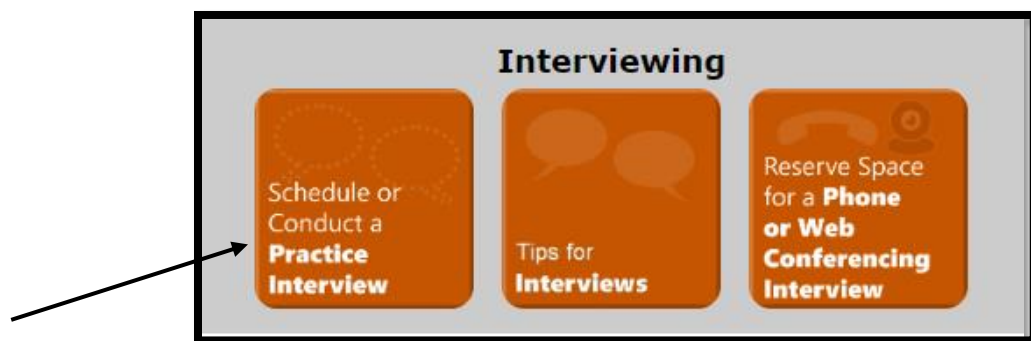 Interviewing
Schedule or
Conduct a
Practice
Interview
Tips for
Interviews
Reserve Space
for a Phone
or Web
Conferencing
Interview